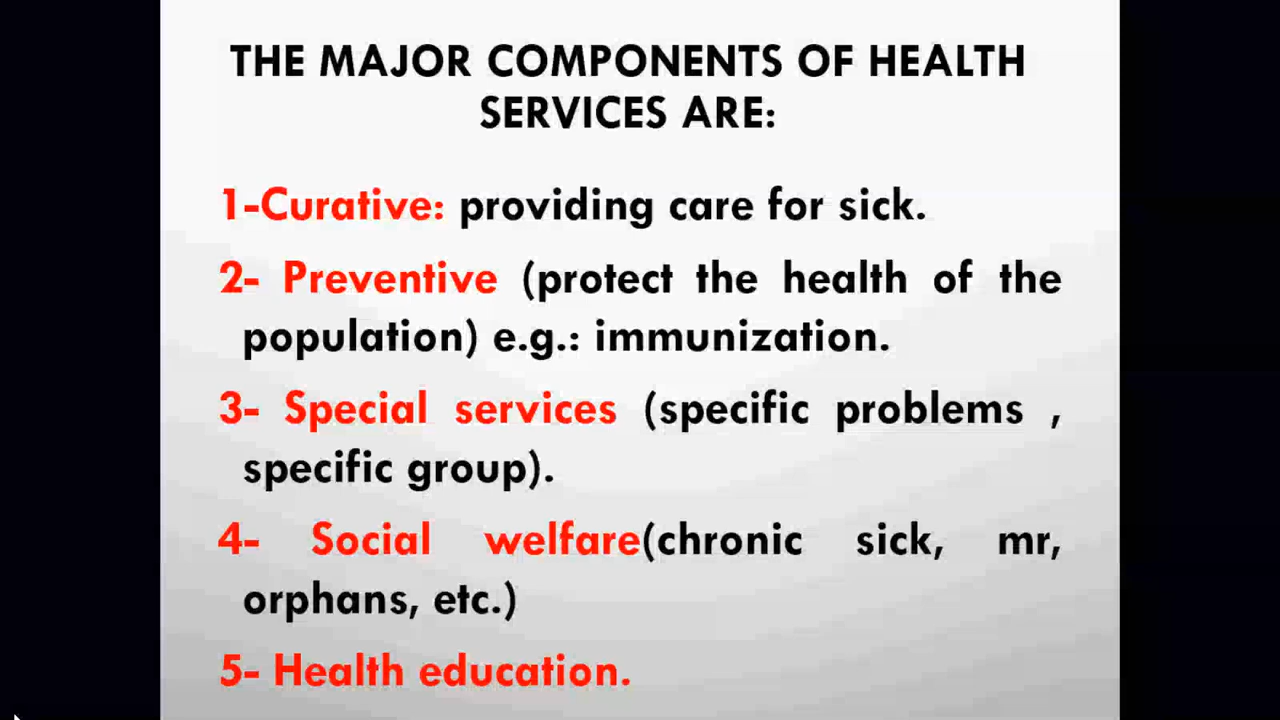 THE MAJOR COMPONENTS OF HEALTH
SERVICES ARE:
1-Curative: providing care for sick.
2- Preventive (protect the health of the
population) e.g.: immunization.
3- Special services (specific problems ,
specific group).
4- Social welfare(chronic sick, mr,
orphans, etc.)
5- Health education.